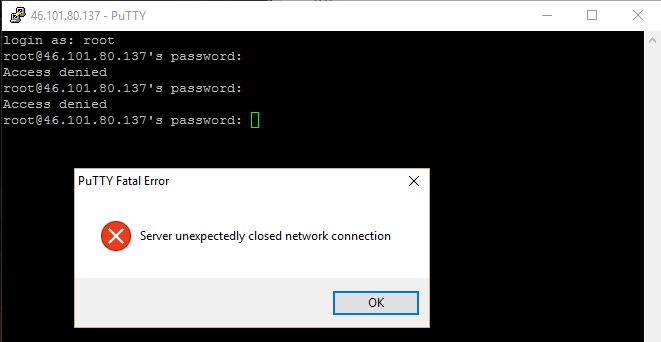 46.101.80.137 - PuTTY
login as: root
root@46.101.80.137's password:
Access denied
root@46.101.80.137's password:
Access denied
root@46.101.80.137's password:
PuTTY Fatal Error
Server unexpectedly closed network connection
OK